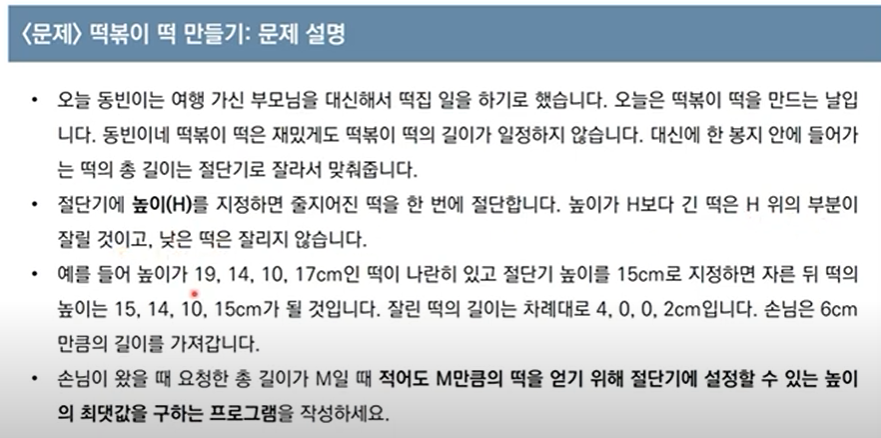 <문제> 떡볶이 떡 만들기: 문제 설명
• 오늘 동빈이는 여행 가신 부모님을 대신해서 떡집 일을 하기로 했습니다. 오늘은 떡볶이 떡을 만드는 날입
니다. 동빈이네 떡볶이 떡은 재밌게도 떡볶이 떡의 길이가 일정하지 않습니다. 대신에 한 봉지 안에 들어가
는 떡의 총 길이는 절단기로 잘라서 맞춰줍니다.
• 절단기에 높이(H)를 지정하면 줄지어진 떡을 한 번에 절단합니다. 높이가 H보다 긴 떡은 H 위의 부분이
잘릴 것이고, 낮은 떡은 잘리지 않습니다.
• 예를 들어 높이가 19, 14, 10, 17cm인 떡이 나란히 있고 절단기 높이를 15cm로 지정하면 자른 뒤 떡의
높이는 15, 14, 10, 15cm가 될 것입니다. 잘린 떡의 길이는 차례대로 4, 0, 0, 2cm입니다. 손님은 6cm
만큼의 길이를 가져갑니다.
• 손님이 왔을 때 요청한 총 길이가 M일 때 적어도 M만큼의 떡을 얻기 위해 절단기에 설정할 수 있는 높이
의 최댓값을 구하는 프로그램을 작성하세요.